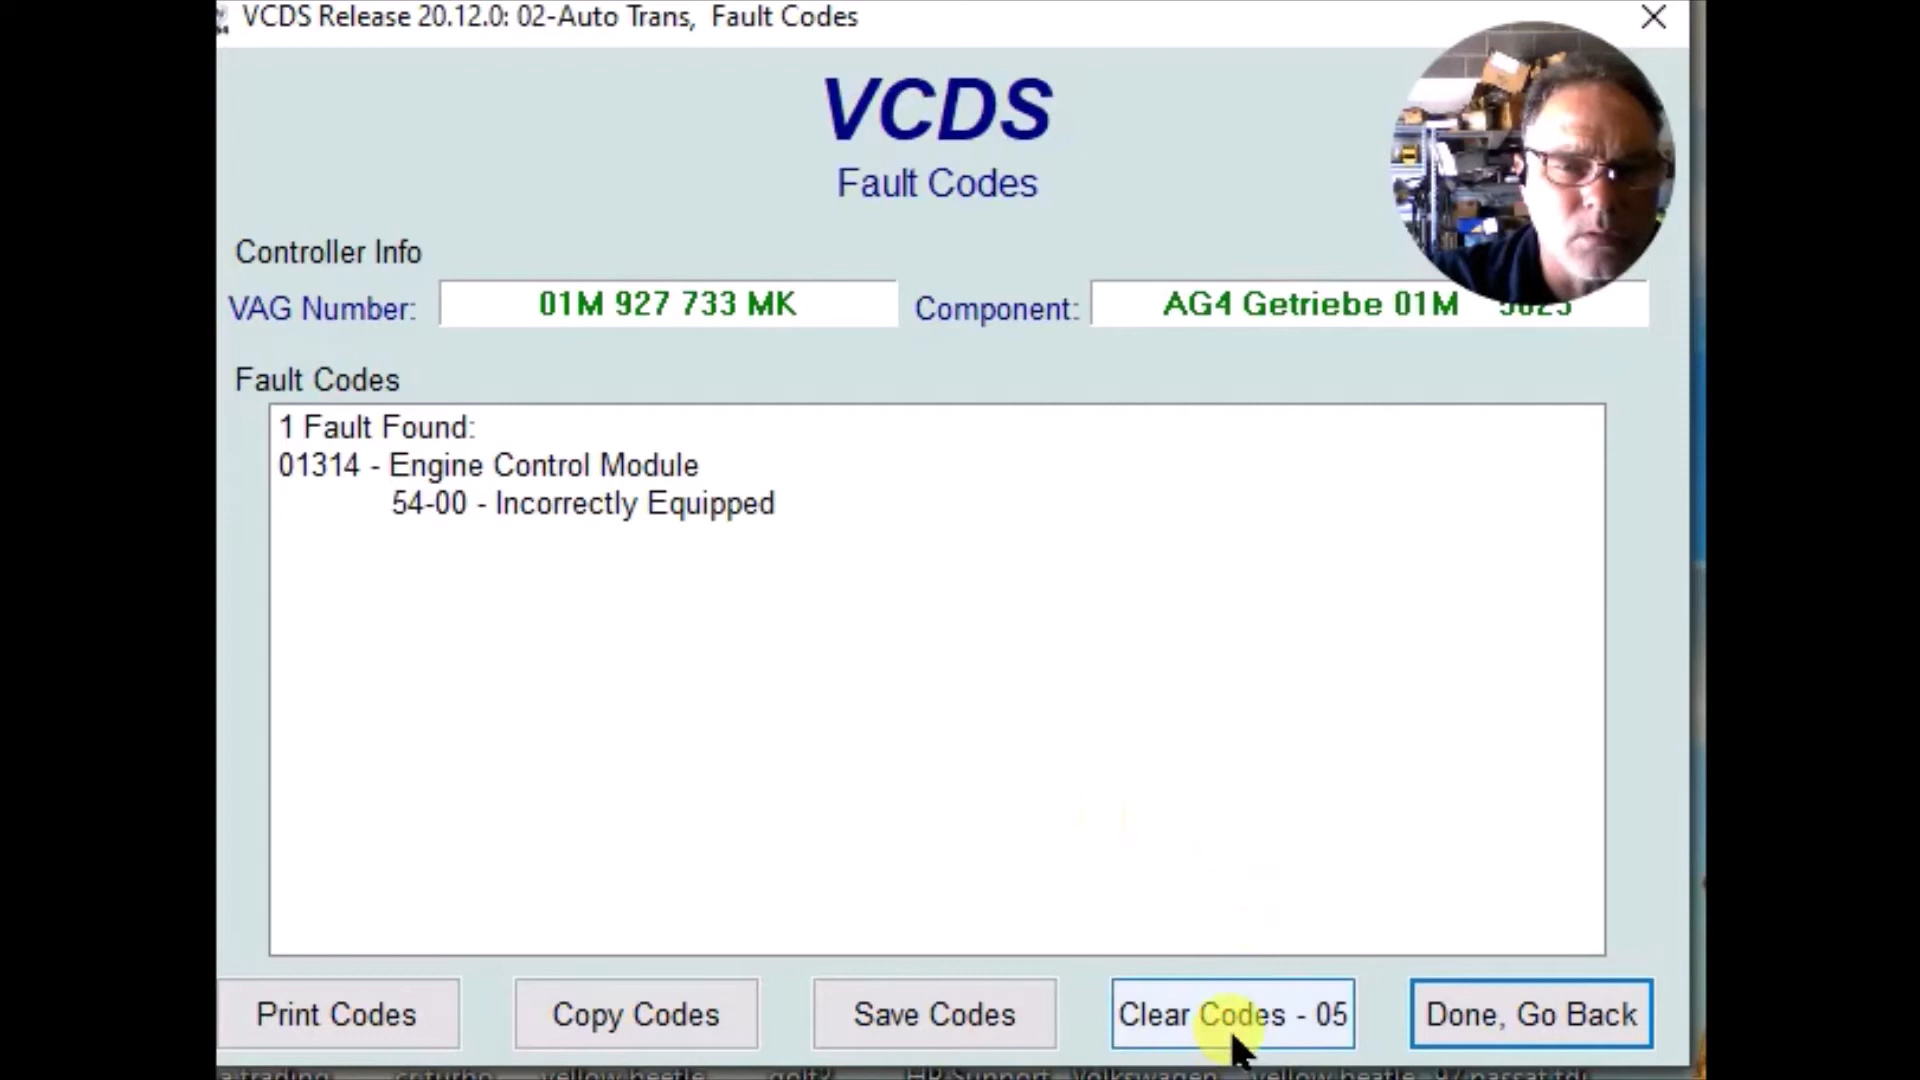 VCDS Release 20.12.0: 02-Auto Trans, Fault Codes
VCDS
Fault Codes
Controller Info
VAG Number: 01M 927 733 MK Component: AG4 Getriebe 01M
Fault Codes
1 Fault Found:
01314 - Engine Control Module
54-00 - Incorrectly Equipped
Print Codes Copy Codes Save Codes Clear Codes - 05 Done, Go Back